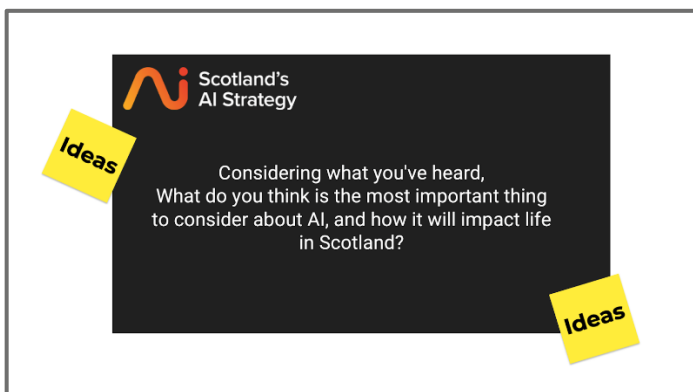 Scotland's
AI Strategy
Ideas
Considering what you've heard,
What do you think is the most important thing
to consider about AI, and how it will impact life
in Scotland?
Ideas